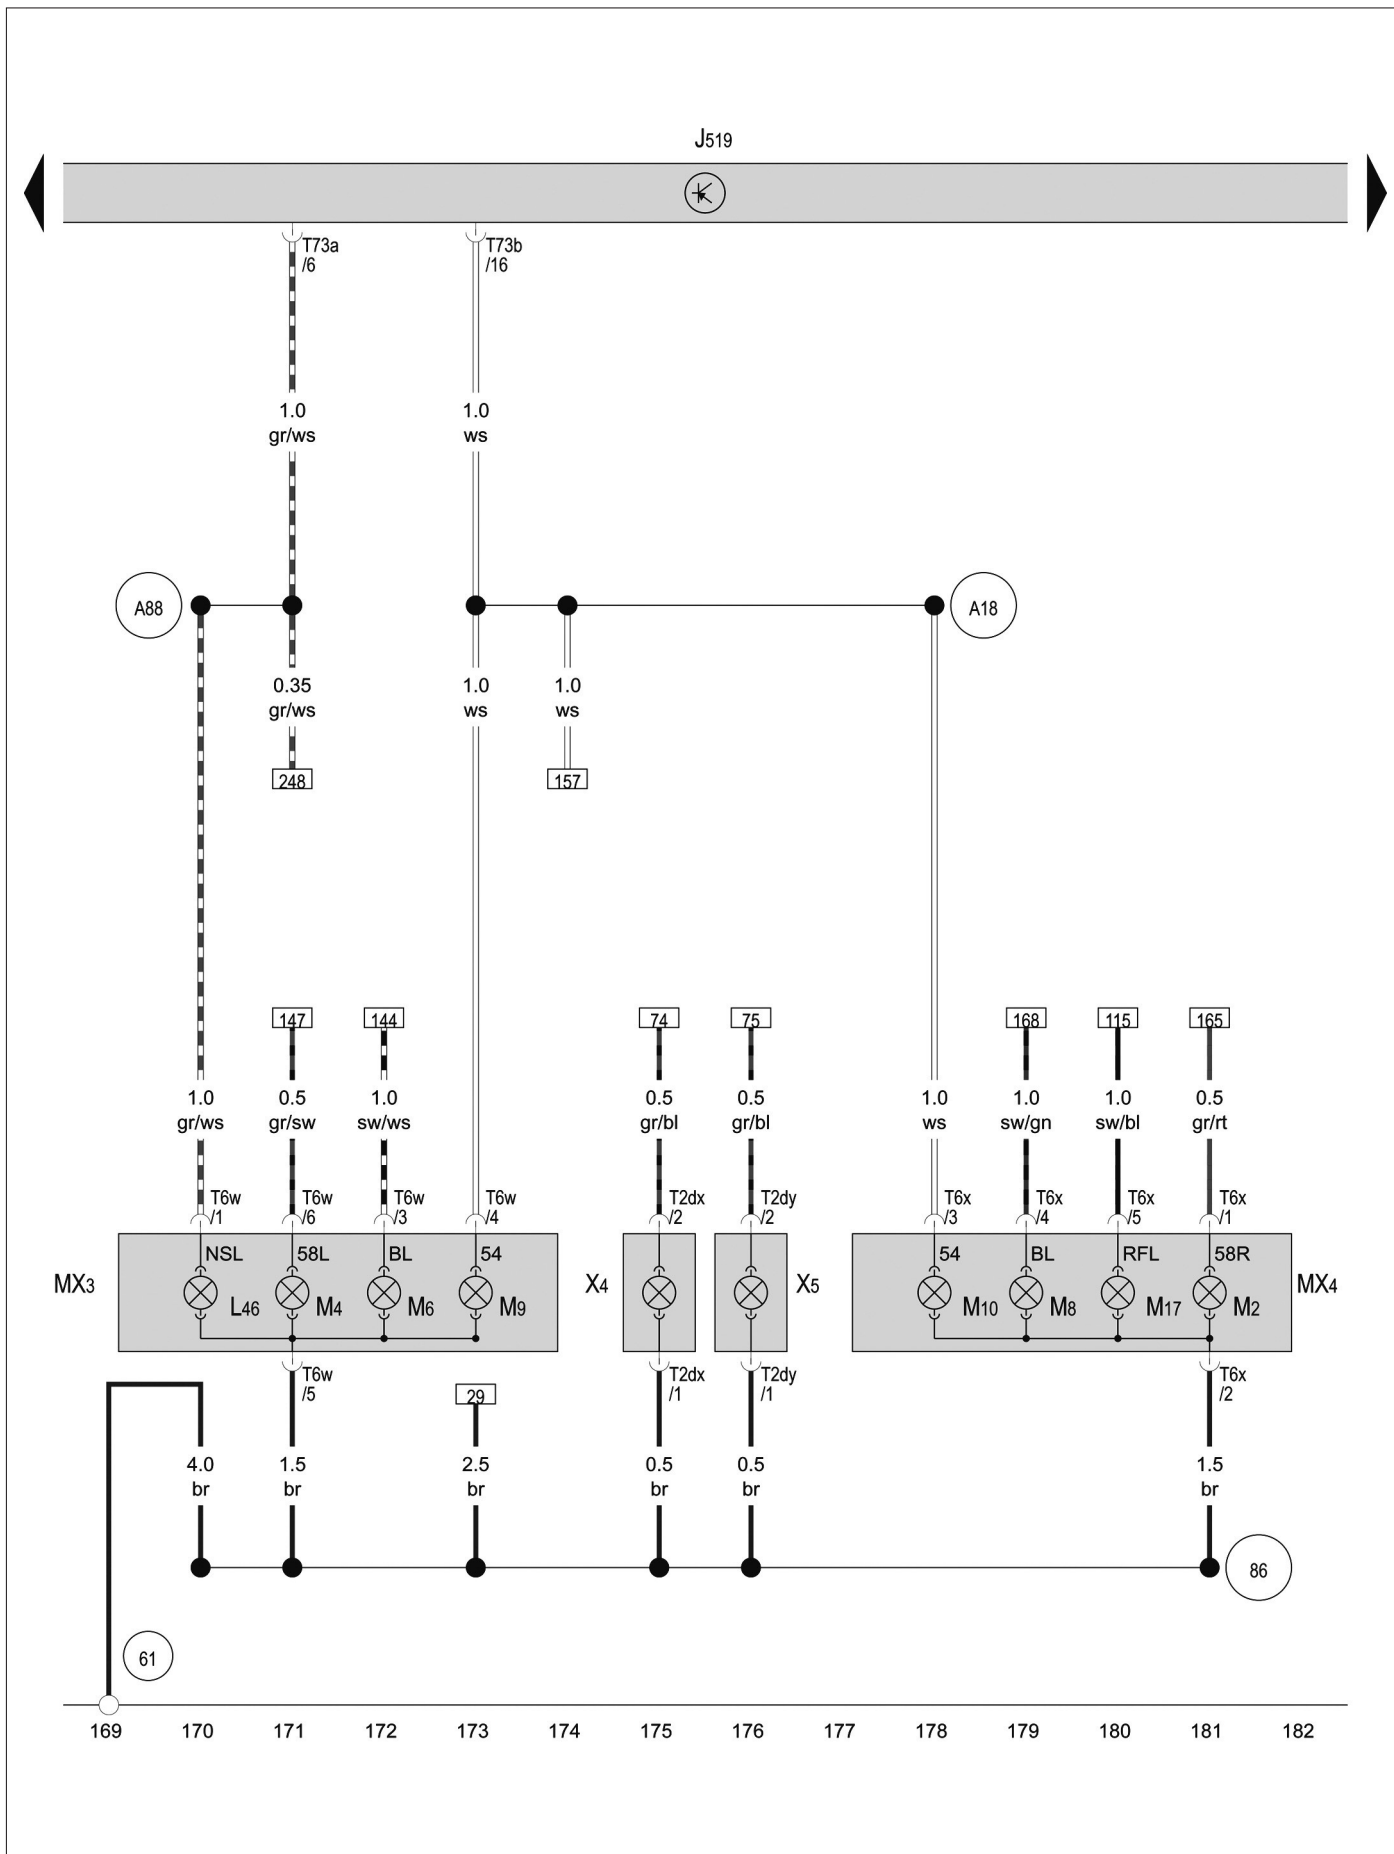 J519
T73a
/6
T73b
/16
1.0
gr/ws
1.0
ws
A88
A18
0.35
gr/ws
1.0
ws
1.0
ws
248
157
147
144
74
75
168
115
165
1.0
gr/ws
0.5
gr/sw
1.0
sw/ws
0.5
gr/bl
0.5
gr/bl
1.0
ws
1.0
sw/gn
1.0
sw/bl
0.5
gr/rt
T6w
/1
T6w
/6
T6w
/3
T6w
/4
T2dx
/2
T2dy
/2
T6x
/3
T6x
/4
T6x
/5
T6x
/1
MX3
NSL
L46
58L
M4
BL
M6
54
M9
X4
X5
54
M10
BL
M8
RFL
M17
58R
M2
MX4
T6w
/5
29
T2dx
/1
T2dy
/1
T6x
/2
4.0
br
1.5
br
2.5
br
0.5
br
0.5
br
1.5
br
86
61
169 170 171 172 173 174 175 176 177 178 179 180 181 182